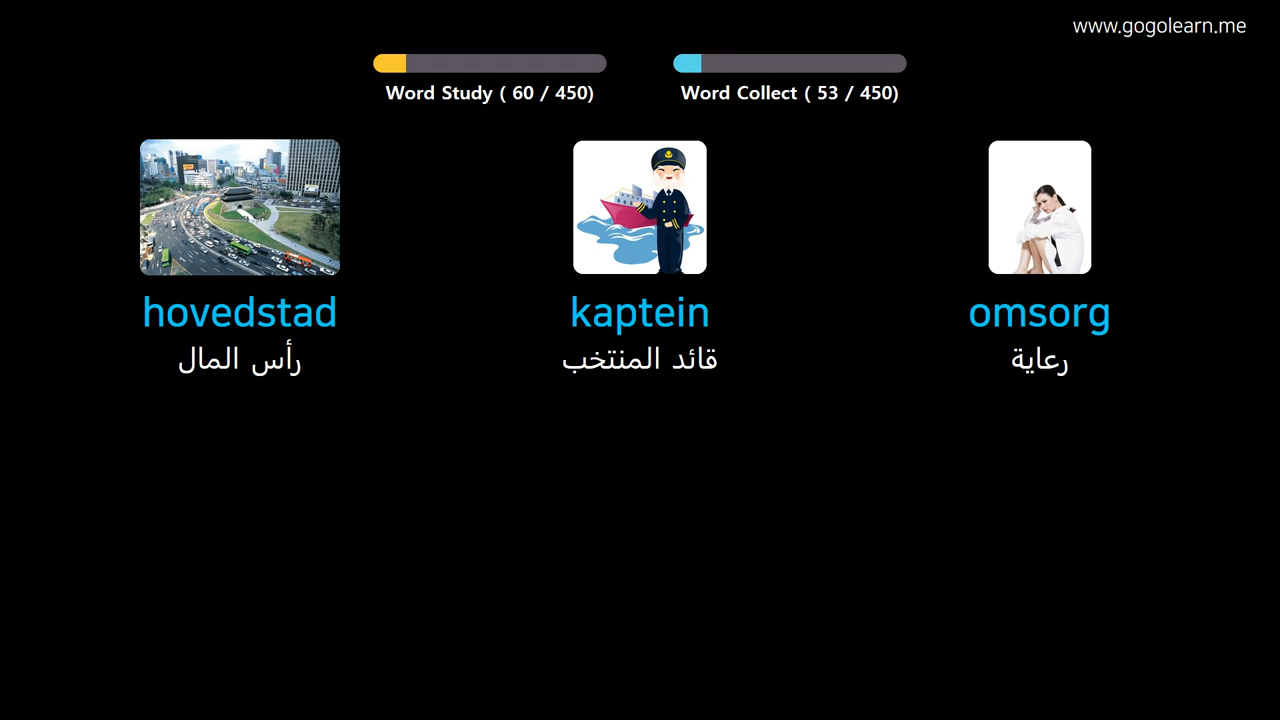 www.gogolearn.me
Word Study ( 60 / 450)
Word Collect ( 53 / 450)
hovedstad
kaptein
omsorg
رأس المال
قائد المنتخب
رعاية